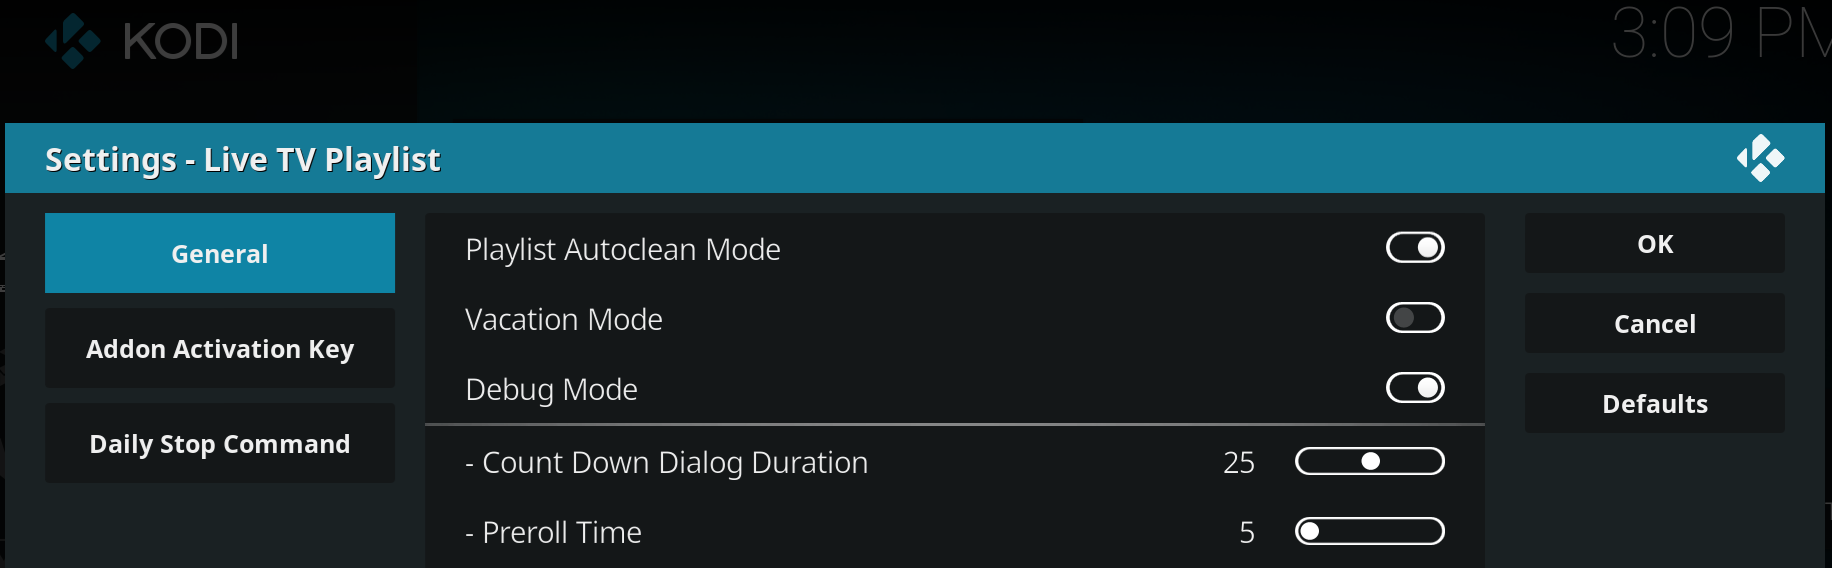 KODI
3:09 PM
Settings - Live TV Playlist
General
Addon Activation Key
Daily Stop Command
Playlist Autoclean Mode
Vacation Mode
Debug Mode
- Count Down Dialog Duration 25
- Preroll Time 5
OK
Cancel
Defaults